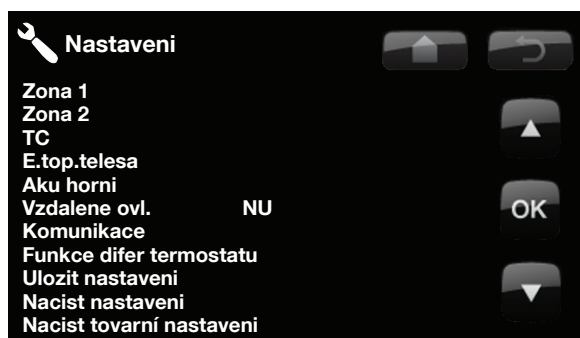 Nastaveni
Zona 1
Zona 2
TC
E.top.telesa
Aku horni
Vzdalene ovl. NU
Komunikace
Funkce difer termostatu
Ulozit nastaveni
Nacist nastaveni
Nacist tovarní nastaveni
OK